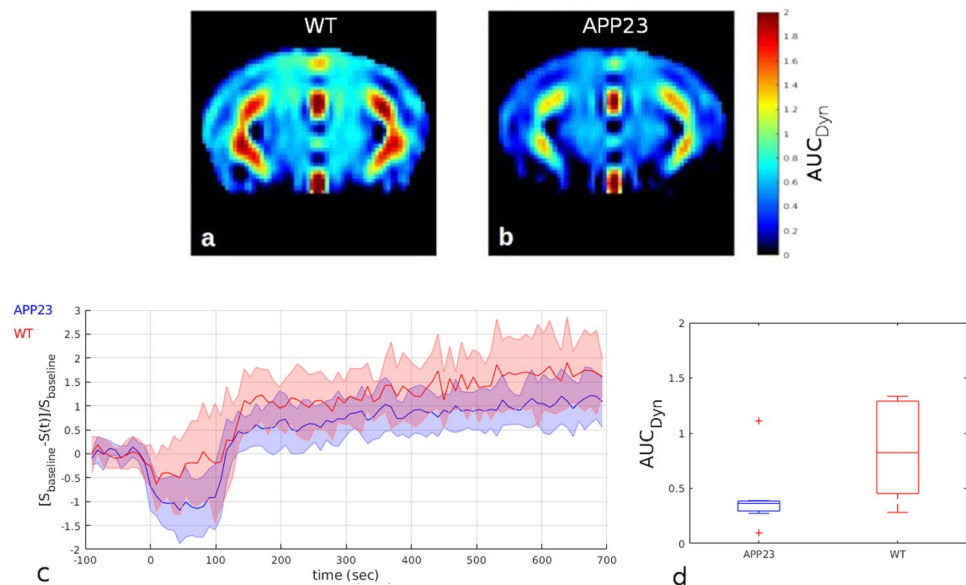 WT
APP23
a
b
2
1.8
1.6
1.4
1.2
1
0.8
0.6
0.4
0.2
0
AUC_Dyn
APP23
WT
[S_baseline -S(t)]/S_baseline
3
2.5
2
1.5
1
0.5
0
-0.5
-1
-1.5
-2
-100 0 100 200 300 400 500 600 700
time (sec)
c
AUC_Dyn
2
1.5
1
0.5
0
APP23 WT
d